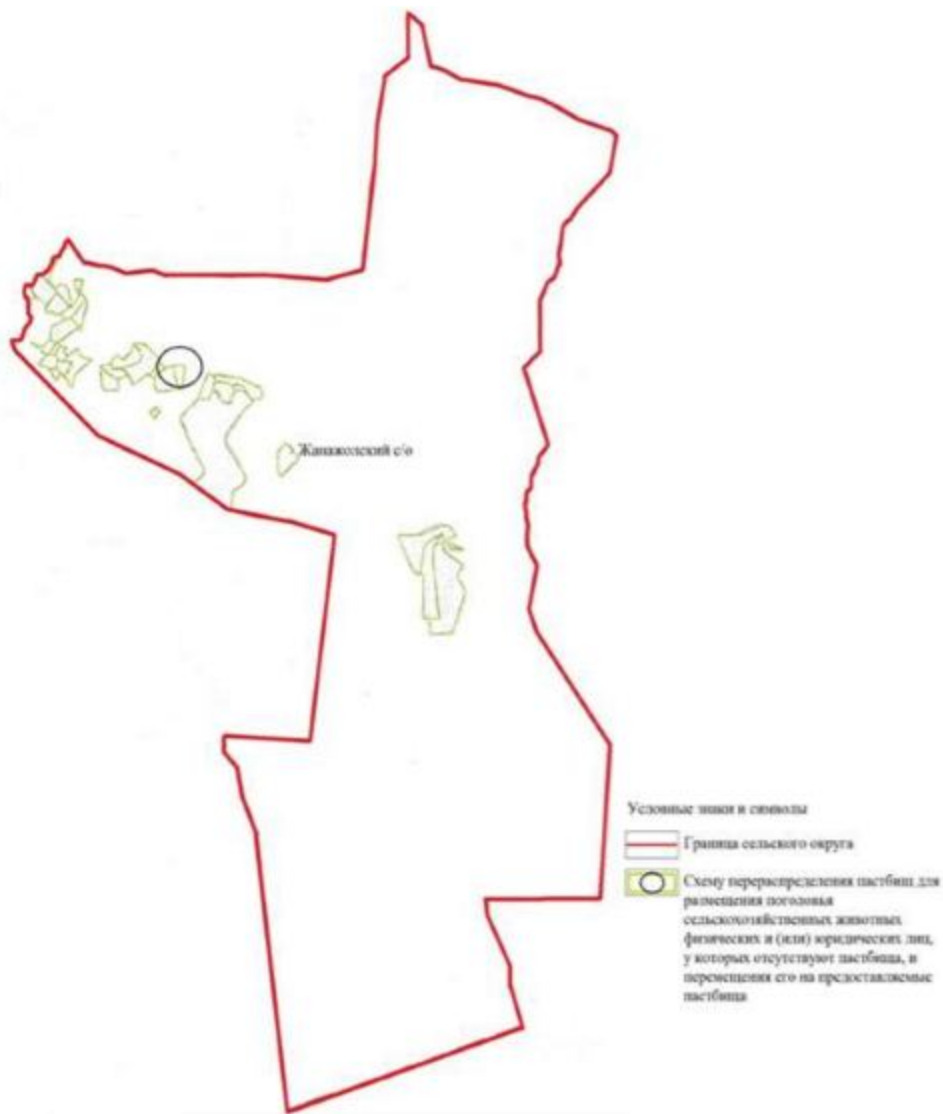 Жанажолский с/о
Условные знаки и символы
Граница сельского округа
Схему перераспределения пастбищ для
размещения поголовья
сельскохозяйственных животных
физических и (или) юридических лиц,
у которых отсутствуют пастбища, и
перемещения его на предоставляемые
пастбища